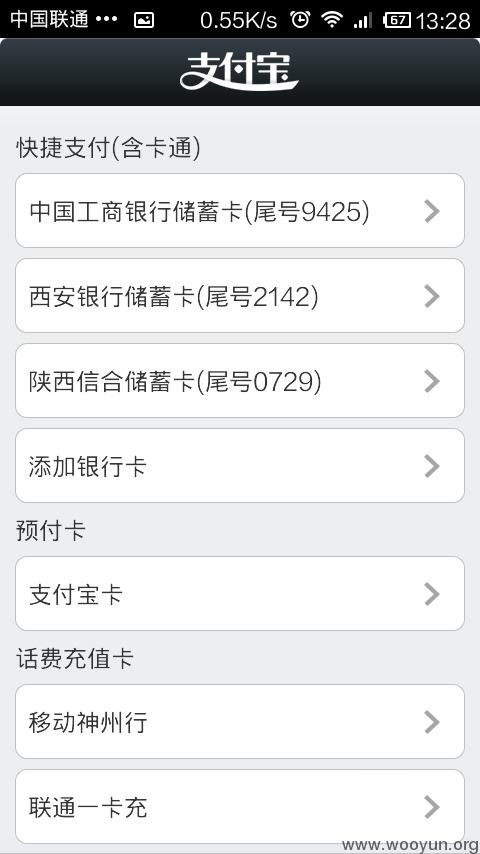 中国联通 ••• 0.55K/s 67 13:28
支付宝
快捷支付(含卡通)
中国工商银行储蓄卡(尾号9425)
西安银行储蓄卡(尾号2142)
陕西信合储蓄卡(尾号0729)
添加银行卡
预付卡
支付宝卡
话费充值卡
移动神州行
联通一卡充
www.wooyun.org